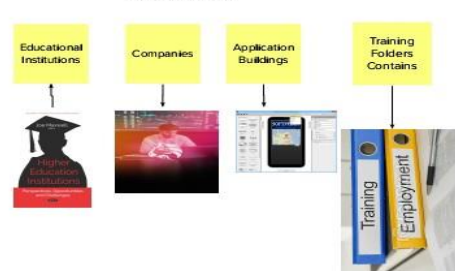 Educational
Institutions
Companies
Application
Buildings
Training
Folders
Contains
Higher
Education
Institutions
Training
Employment